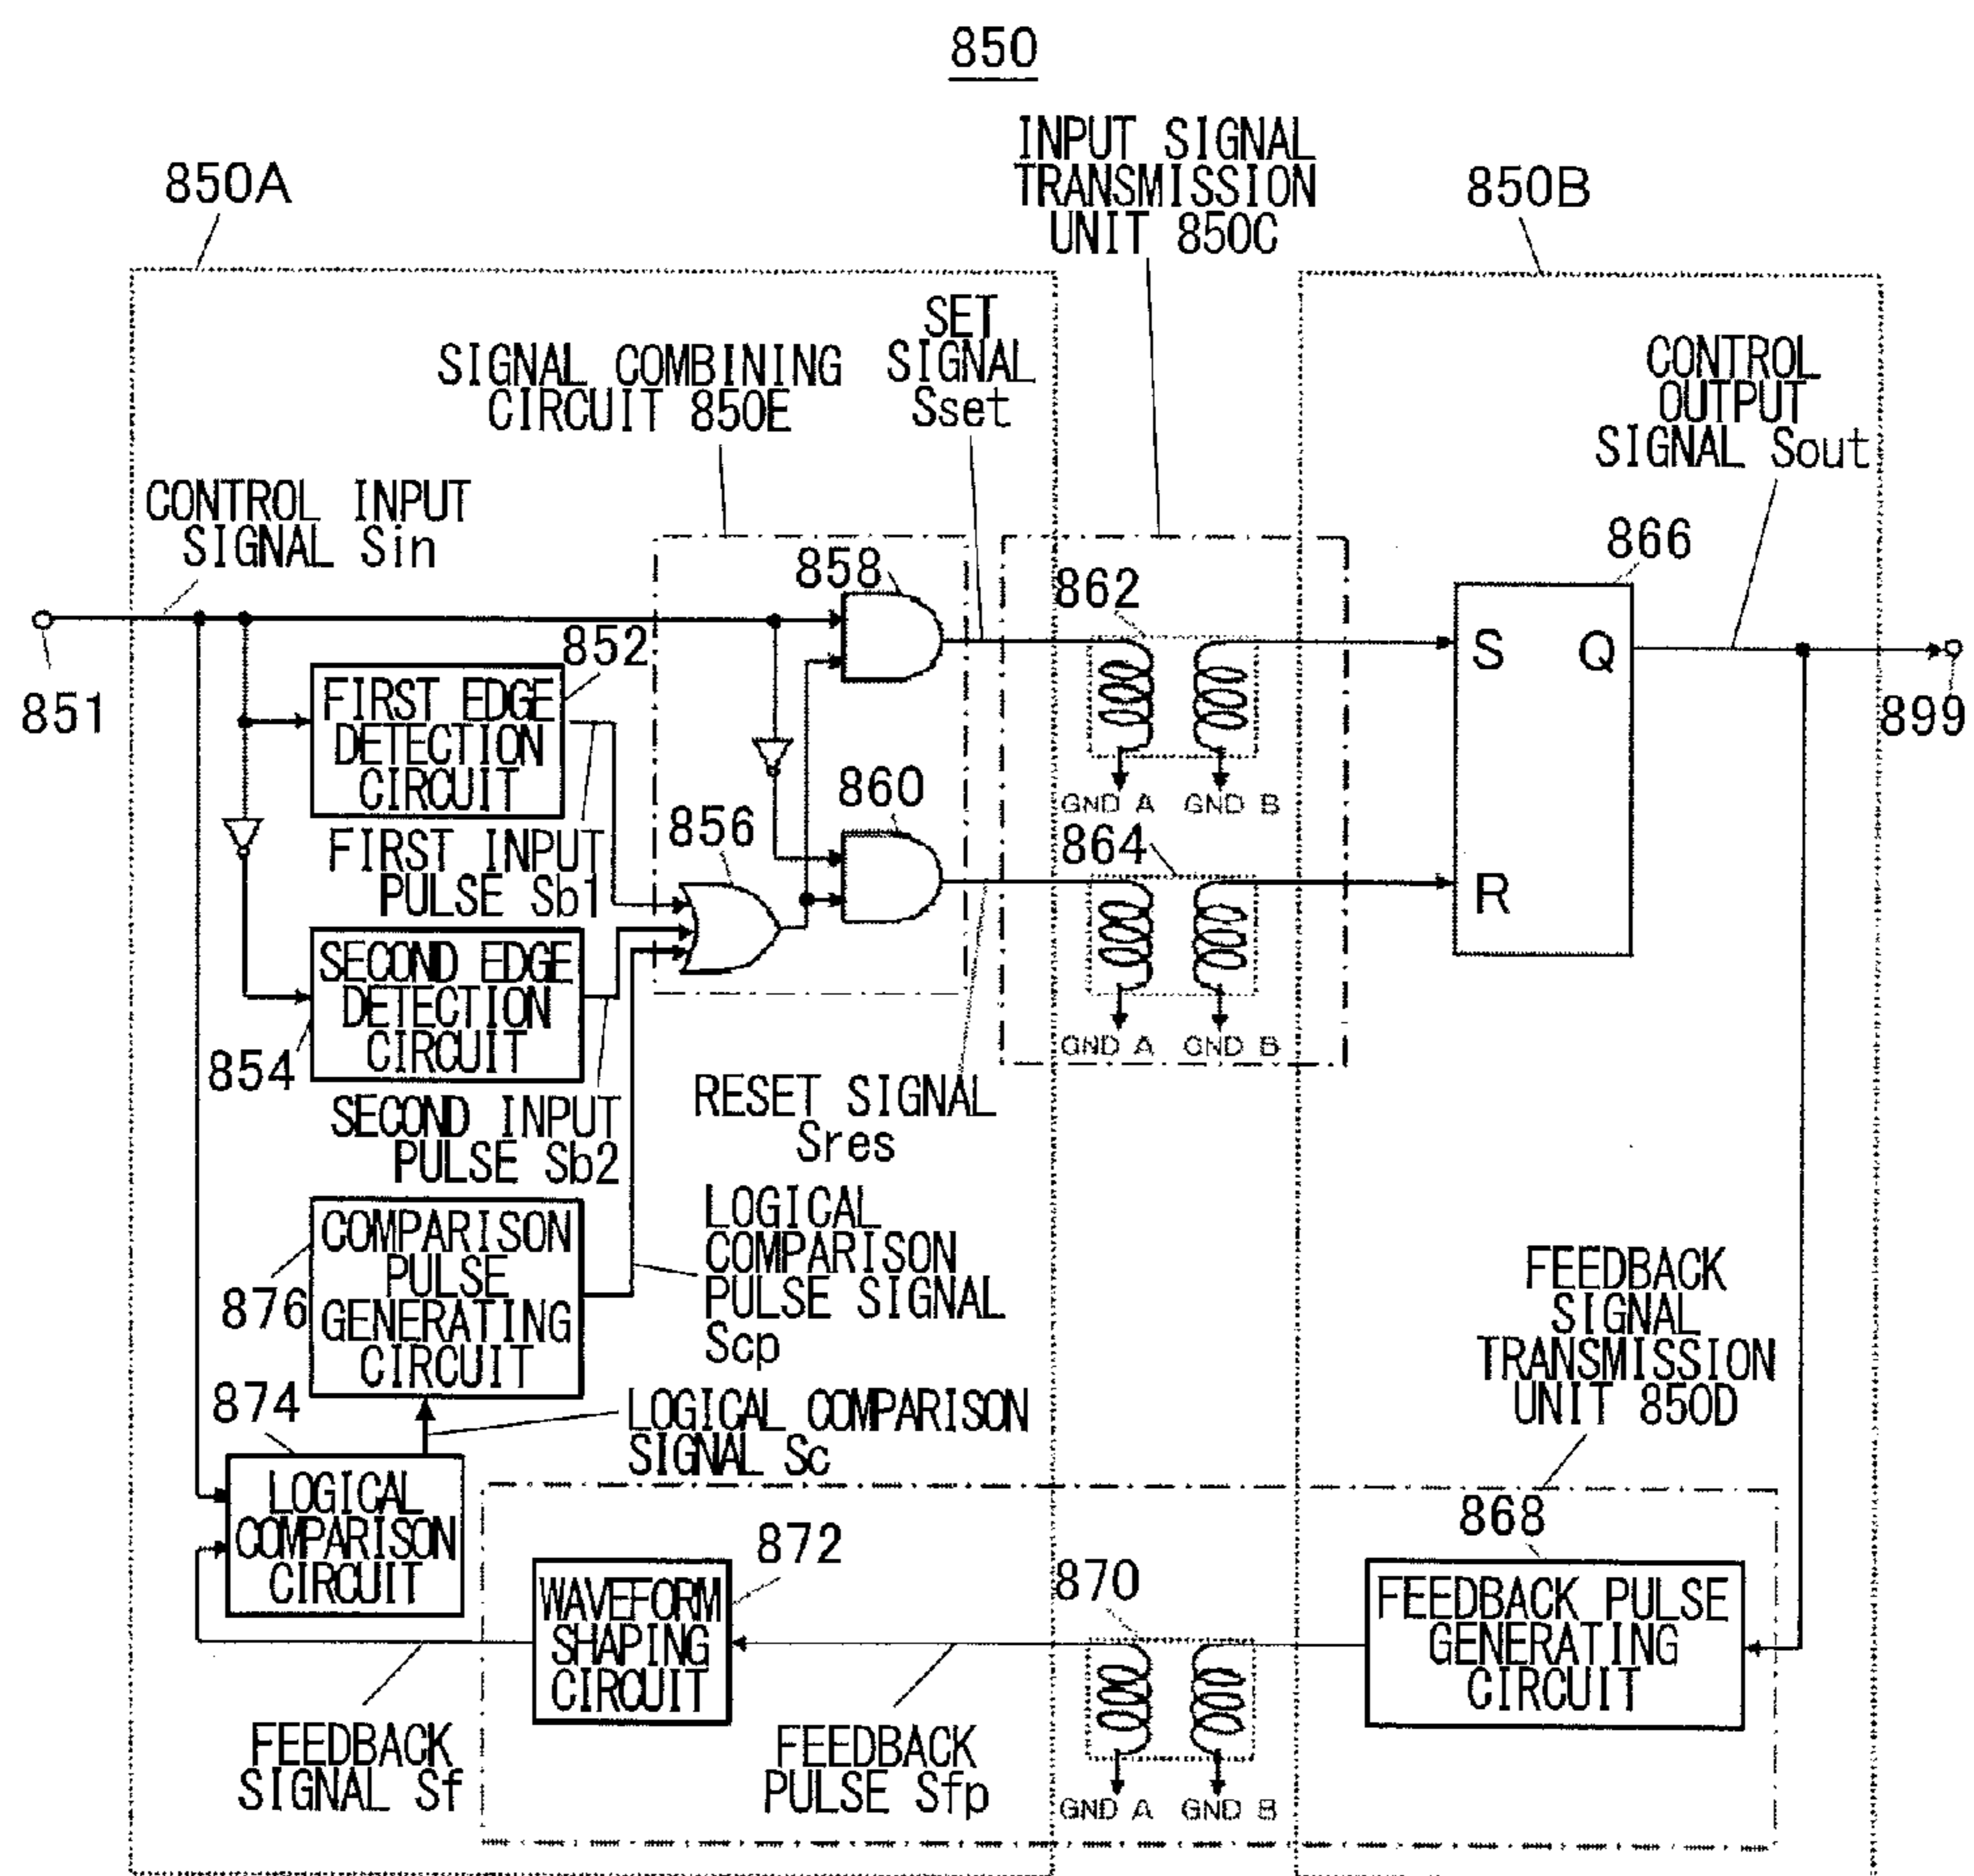 850
850A
INPUT SIGNAL
TRANSMISSION
UNIT 850C
850B
SIGNAL COMBINING
CIRCUIT 850E
SET
SIGNAL
Sset
CONTROL
OUTPUT
SIGNAL Sout
CONTROL INPUT
SIGNAL Sin
858
862
866
851
852
FIRST EDGE
DETECTION
CIRCUIT
S
Q
899
GND A
GND B
FIRST INPUT
PULSE Sb1
856
860
864
R
SECOND EDGE
DETECTION
CIRCUIT
854
GND A
GND B
SECOND INPUT
PULSE Sb2
RESET SIGNAL
Sres
COMPARISON
PULSE
GENERATING
CIRCUIT
876
LOGICAL
COMPARISON
PULSE SIGNAL
Scp
FEEDBACK
SIGNAL
TRANSMISSION
UNIT 850D
874
LOGICAL COMPARISON
SIGNAL Sc
LOGICAL
COMPARISON
CIRCUIT
872
WAVEFORM
SHAPING
CIRCUIT
870
868
FEEDBACK PULSE
GENERATING
CIRCUIT
FEEDBACK
SIGNAL Sf
FEEDBACK
PULSE Sfp
GND A
GND B